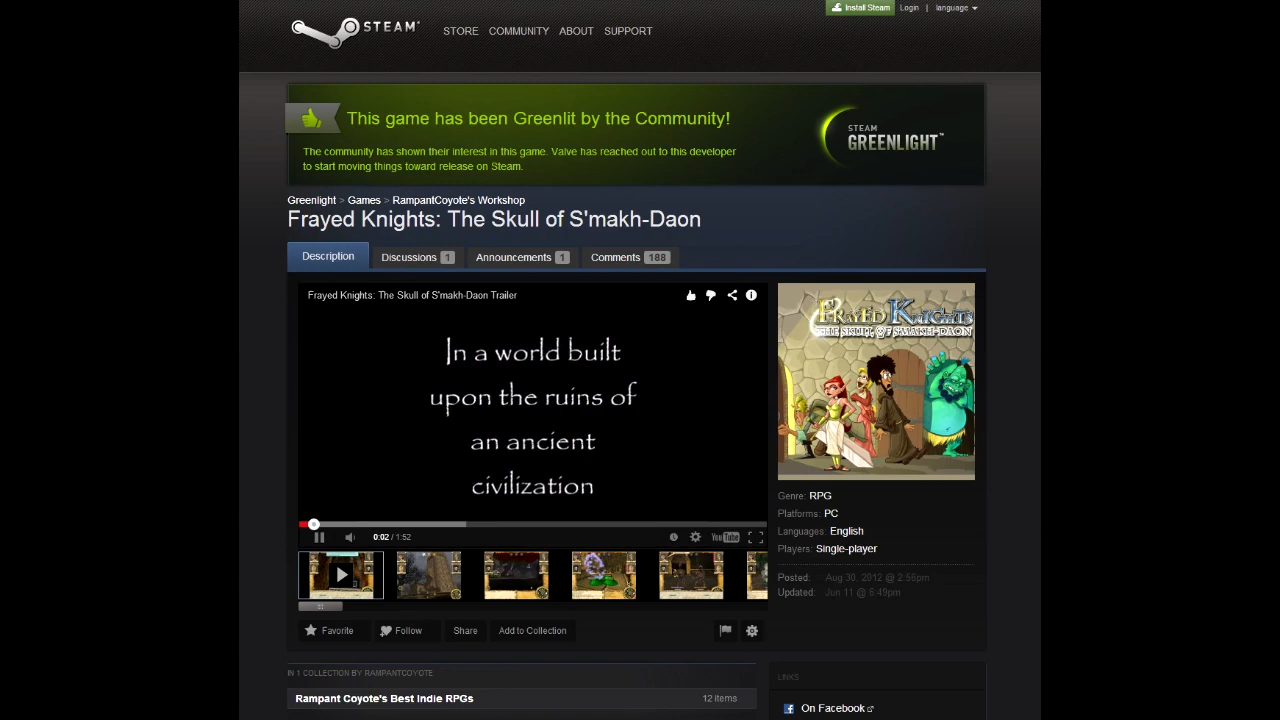 Install Steam
Login | language
STEAM
STORE COMMUNITY ABOUT SUPPORT
This game has been Greenlit by the Community!
The community has shown their interest in this game. Valve has reached out to this developer
to start moving things toward release on Steam.
STEAM
GREENLIGHT™
Greenlight > Games > RampantCoyote's Workshop
Frayed Knights: The Skull of S'makh-Daon
Description
Discussions 1
Announcements 1
Comments 188
Frayed Knights: The Skull of S'makh-Daon Trailer
In a world built
upon the ruins of
an ancient
civilization
0:02 / 1:52
YouTube
FRAYED KNIGHTS
THE SKULL OF S'MAKH-DAON
Genre: RPG
Platforms: PC
Languages: English
Players: Single-player
Posted: Aug 30, 2012 @ 2:56pm
Updated: Jun 11 @ 6:49pm
Favorite
Follow
Share
Add to Collection
IN 1 COLLECTION BY RAMPANTCOYOTE
Rampant Coyote's Best Indie RPGs 12 items
LINKS
On Facebook